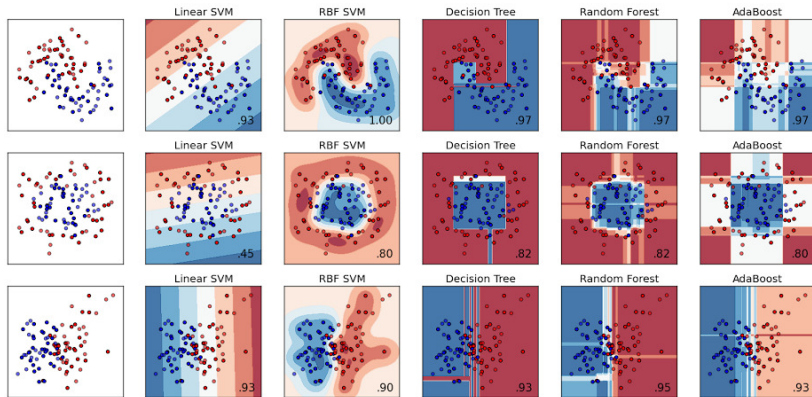 Linear SVM RBF SVM Decision Tree Random Forest AdaBoost
.93 1.00 .97 .97 .97
Linear SVM RBF SVM Decision Tree Random Forest AdaBoost
.45 .80 .82 .82 .80
Linear SVM RBF SVM Decision Tree Random Forest AdaBoost
.93 .90 .93 .95 .93